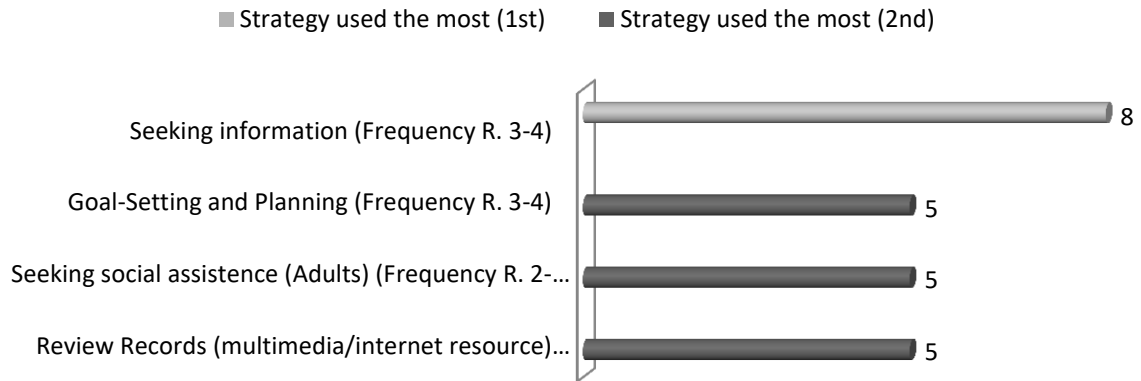 Strategy used the most (1st) Strategy used the most (2nd)
Seeking information (Frequency R. 3-4) 8
Goal-Setting and Planning (Frequency R. 3-4) 5
Seeking social assistence (Adults) (Frequency R. 2-... 5
Review Records (multimedia/internet resource)... 5